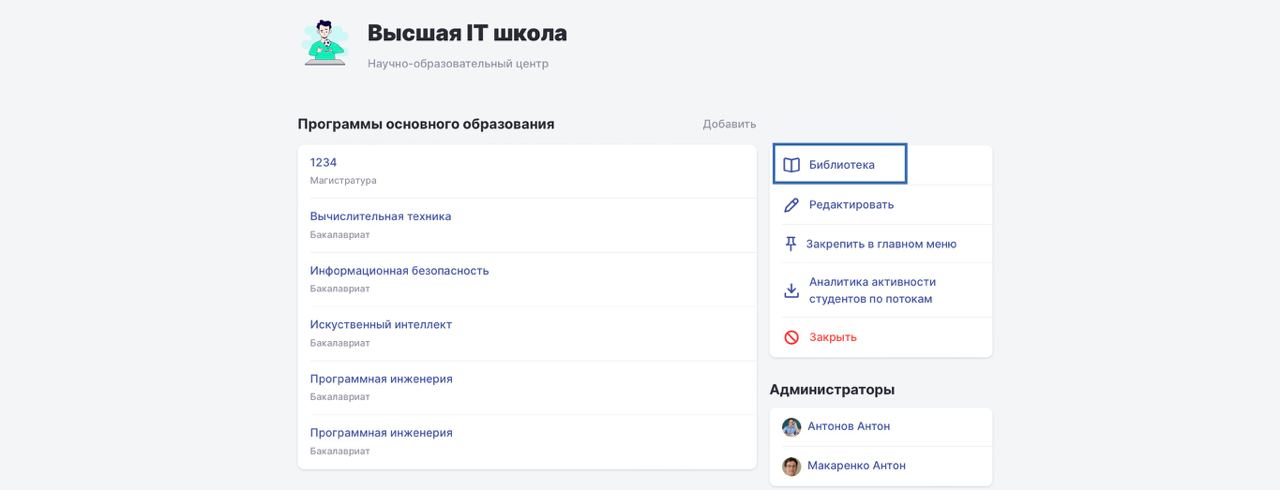 Высшая IT школа
Научно-образовательный центр
Программы основного образования
Добавить
1234
Магистратура
Вычислительная техника
Бакалавриат
Информационная безопасность
Бакалавриат
Искуственный интеллект
Бакалавриат
Программная инженерия
Бакалавриат
Программная инженерия
Бакалавриат
Библиотека
Редактировать
Закрепить в главном меню
Аналитика активности
студентов по потокам
Закрыть
Администраторы
Антонов Антон
Макаренко Антон